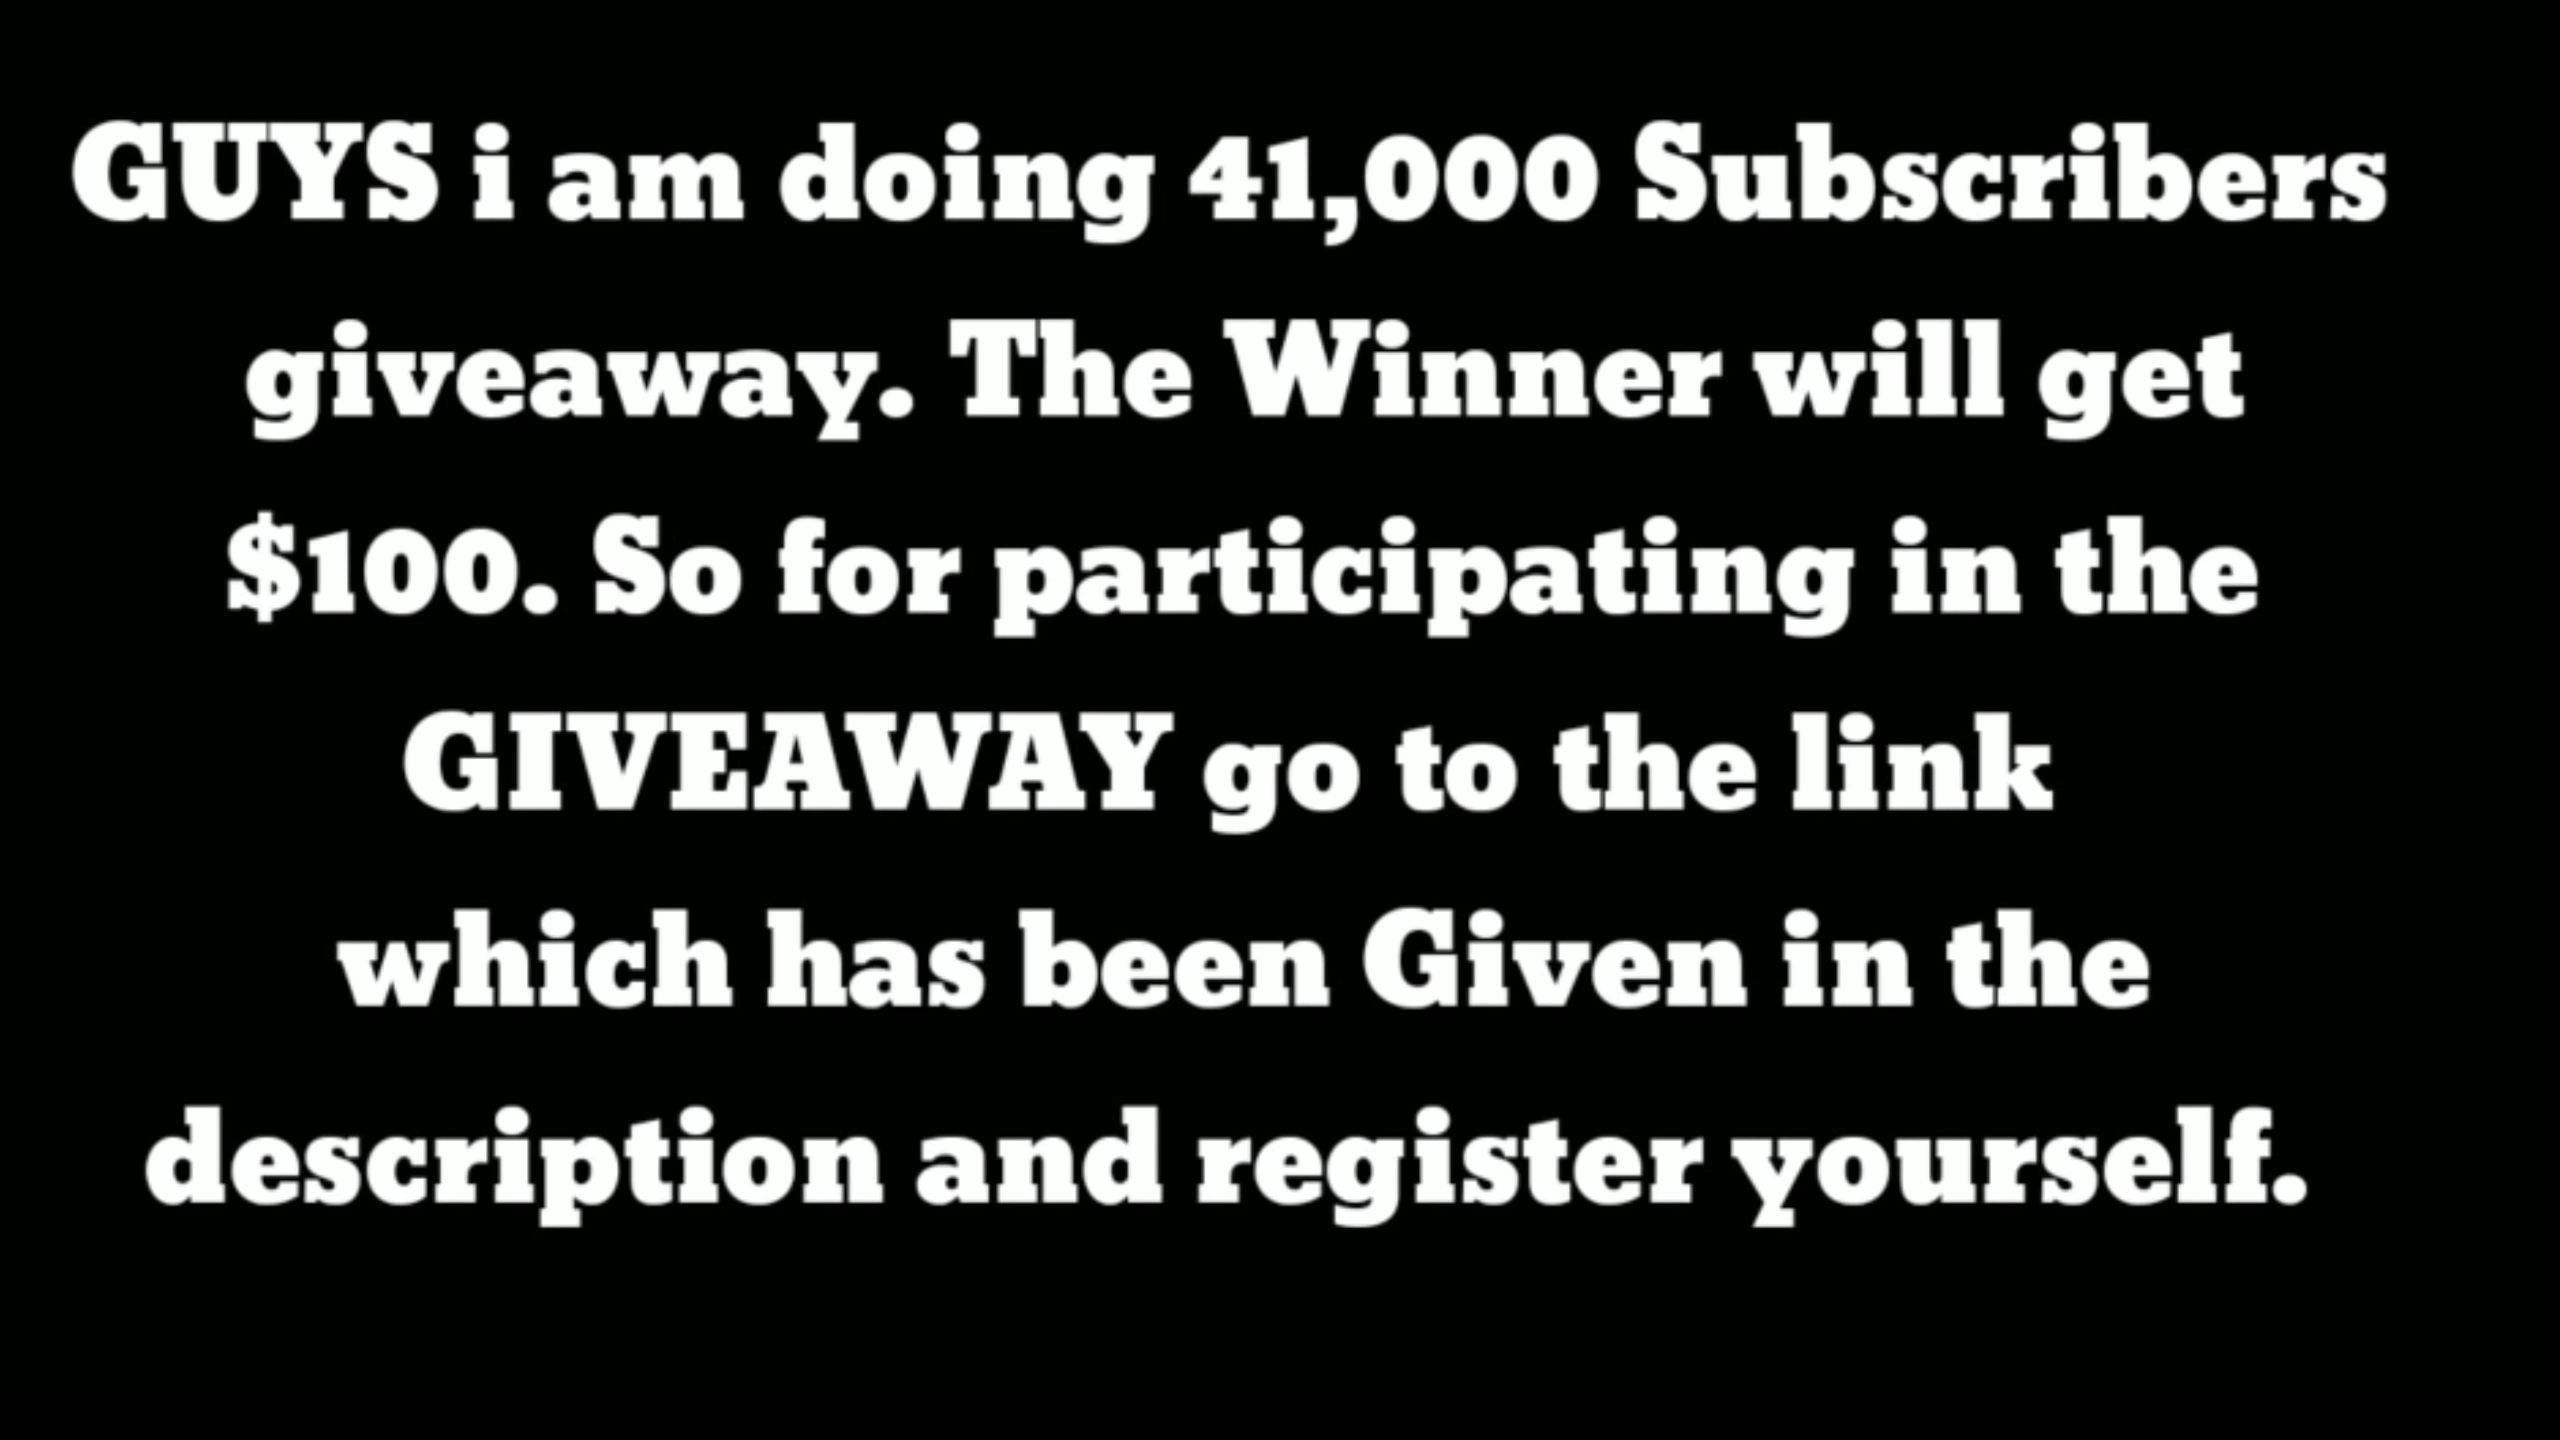 GUYS i am doing 41,000 Subscribers
giveaway. The Winner will get
$100. So for participating in the
GIVEAWAY go to the link
which has been Given in the
description and register yourself.